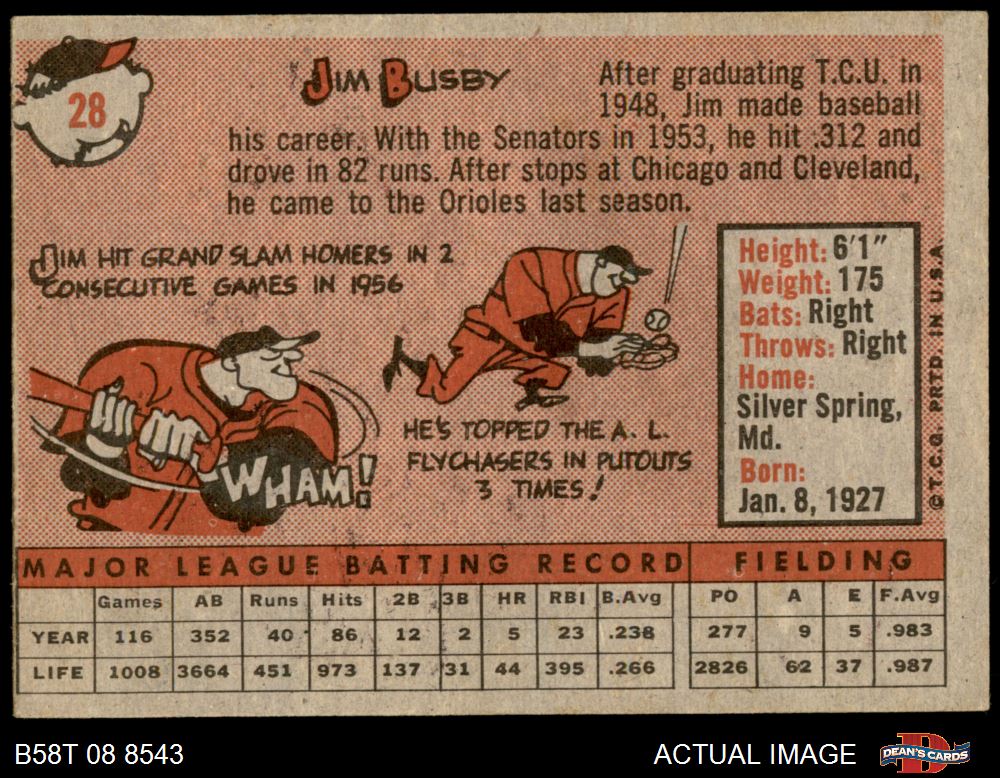 28
JIM BUSBY
After graduating T.C.U. in
1948, Jim made baseball
his career. With the Senators in 1953, he hit .312 and
drove in 82 runs. After stops at Chicago and Cleveland,
he came to the Orioles last season.
JIM HIT GRAND SLAM HOMERS IN 2
CONSECUTIVE GAMES IN 1956
WHAM!
HE'S TOPPED THE A. L.
FLYCHASERS IN PUTOUTS
3 TIMES!
Height: 6'1"
Weight: 175
Bats: Right
Throws: Right
Home:
Silver Spring,
Md.
Born:
Jan. 8, 1927
©T.C.G. PRTD. IN U.S.A
MAJOR LEAGUE BATTING RECORD FIELDING
Games AB Runs Hits 2B 3B HR RBI B.Avg PO A E F.Avg
YEAR 116 352 40 86 12 2 5 23 .238 277 9 5 .983
LIFE 1008 3664 451 973 137 31 44 395 .266 2826 62 37 .987
B58T 08 8543 ACTUAL IMAGE DEAN'S CARDS